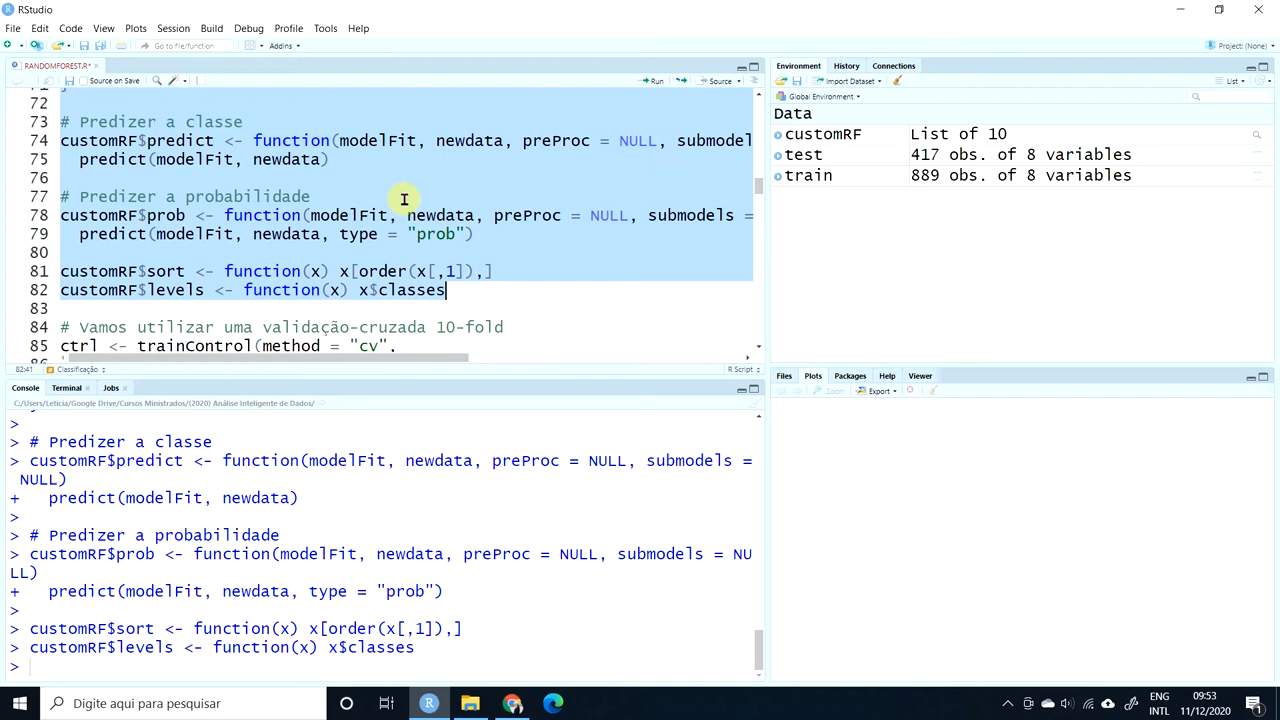 RStudio
File Edit Code View Plots Session Build Debug Profile Tools Help
Go to file/function Addins Project: (None)
RANDOMFOREST.R*
Source on Save Run Source
71 }
72
73 # Predizer a classe
74 customRF$predict <- function(modelFit, newdata, preProc = NULL, submodel
75 predict(modelFit, newdata)
76
77 # Predizer a probabilidade
78 customRF$prob <- function(modelFit, newdata, preProc = NULL, submodels =
79 predict(modelFit, newdata, type = "prob")
80
81 customRF$sort <- function(x) x[order(x[,1]),]
82 customRF$levels <- function(x) x$classes
83
84 # Vamos utilizar uma validação-cruzada 10-fold
85 ctrl <- trainControl(method = "cv",
86
82:41 Classificação R Script
Console Terminal Jobs
C:/Users/Leticia/Google Drive/Cursos Ministrados/(2020) Análise Inteligente de Dados/
>
> # Predizer a classe
> customRF$predict <- function(modelFit, newdata, preProc = NULL, submodels =
NULL)
+ predict(modelFit, newdata)
>
> # Predizer a probabilidade
> customRF$prob <- function(modelFit, newdata, preProc = NULL, submodels = NU
LL)
+ predict(modelFit, newdata, type = "prob")
>
> customRF$sort <- function(x) x[order(x[,1]),]
> customRF$levels <- function(x) x$classes
>
Environment History Connections
Import Dataset List
Global Environment
Data
customRF List of 10
test 417 obs. of 8 variables
train 889 obs. of 8 variables
Files Plots Packages Help Viewer
Zoom Export
Digite aqui para pesquisar
ENG
INTL
09:53
11/12/2020
1